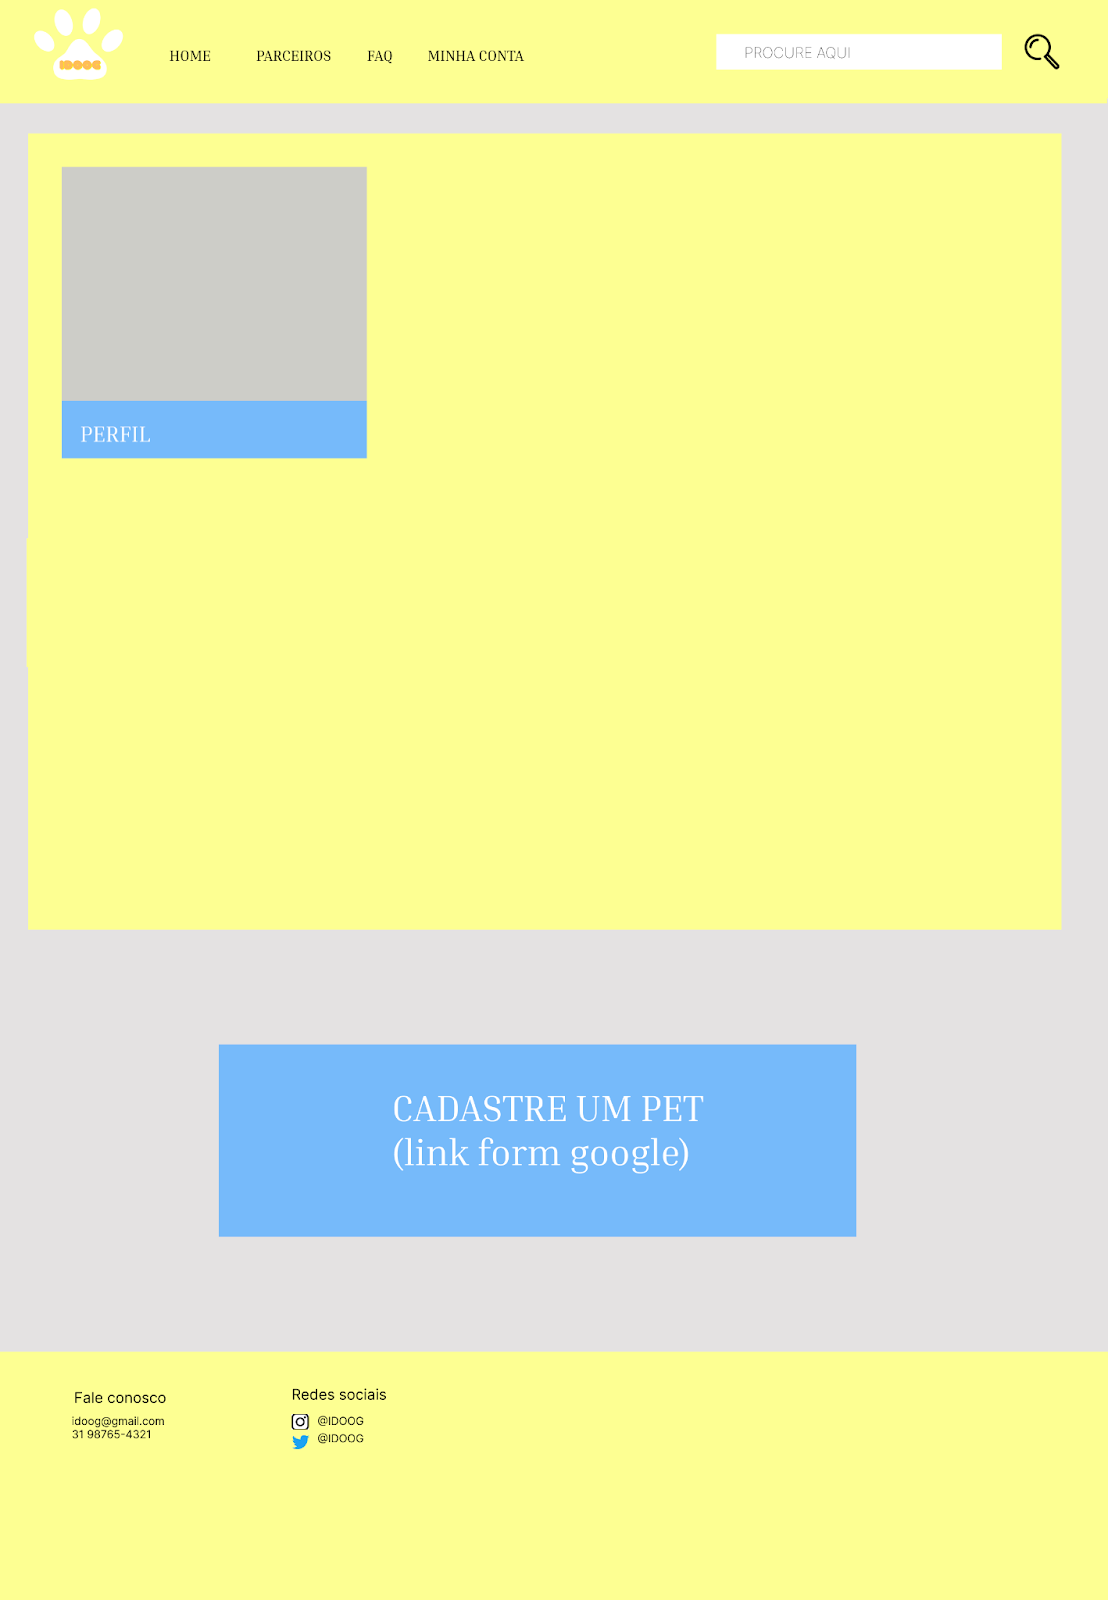 IDOOG
HOME PARCEIROS FAQ MINHA CONTA
PROCURE AQUI
PERFIL
CADASTRE UM PET
(link form google)
Fale conosco
idoog@gmail.com
31 98765-4321
Redes sociais
@IDOOG
@IDOOG